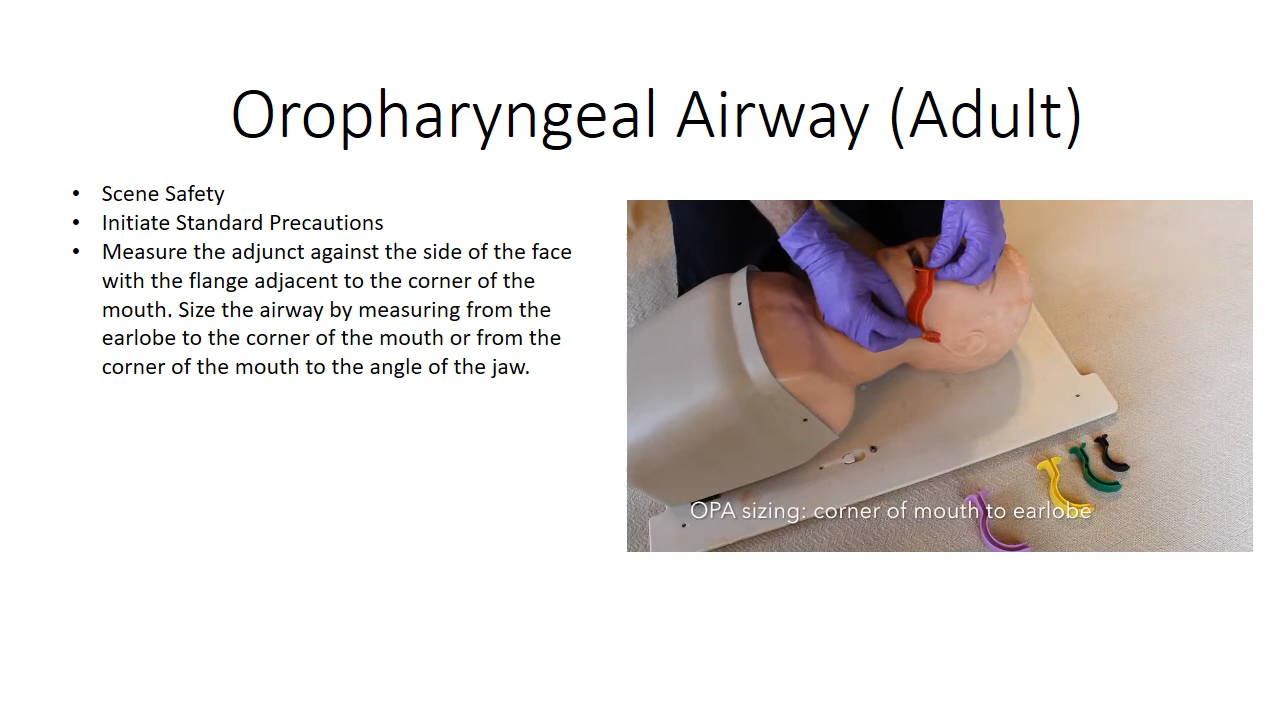 Oropharyngeal Airway (Adult)
• Scene Safety
• Initiate Standard Precautions
• Measure the adjunct against the side of the face
with the flange adjacent to the corner of the
mouth. Size the airway by measuring from the
earlobe to the corner of the mouth or from the
corner of the mouth to the angle of the jaw.
OPA sizing: corner of mouth to earlobe